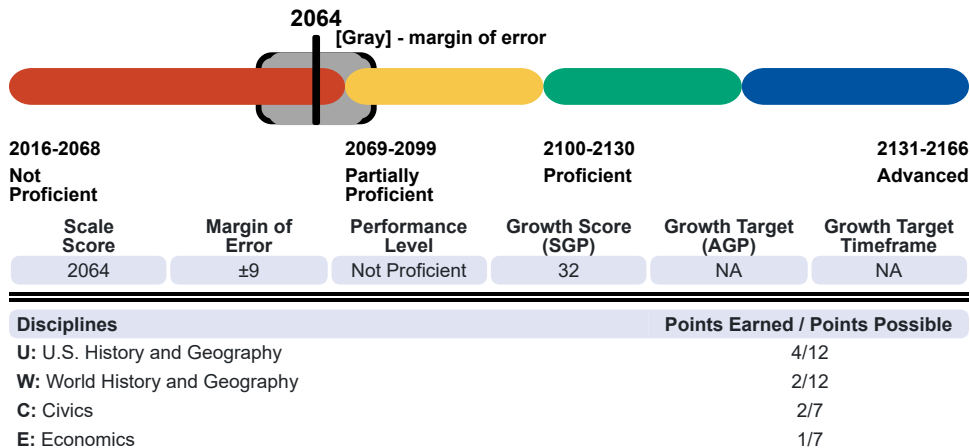 2064
[Gray] - margin of error
2016-2068 2069-2099 2100-2130 2131-2166
Not Proficient Partially Proficient Proficient Advanced
Scale Score Margin of Error Performance Level Growth Score (SGP) Growth Target (AGP) Growth Target Timeframe
2064 ±9 Not Proficient 32 NA NA
Disciplines Points Earned / Points Possible
U: U.S. History and Geography 4/12
W: World History and Geography 2/12
C: Civics 2/7
E: Economics 1/7